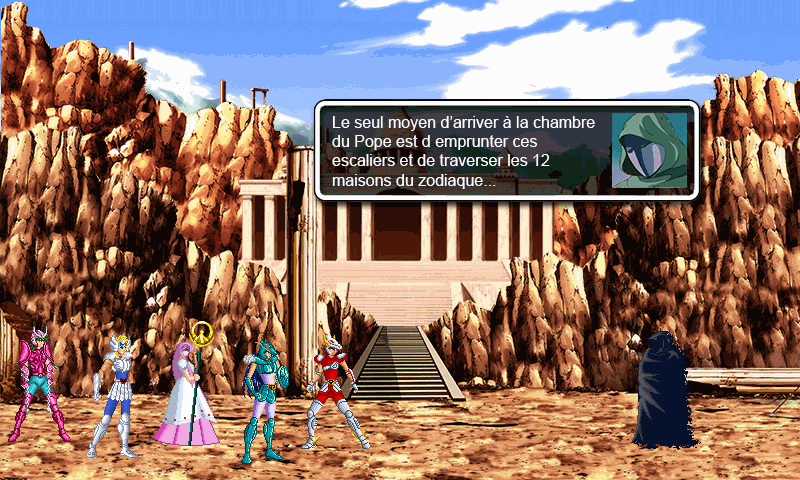 Le seul moyen d'arriver à la chambre
du Pope est d emprunter ces
escaliers et de traverser les 12
maisons du zodiaque...